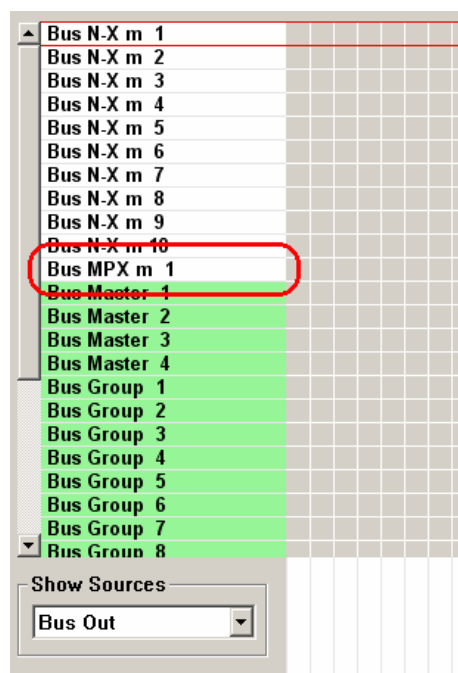 Bus N-X m 1
Bus N-X m 2
Bus N-X m 3
Bus N-X m 4
Bus N-X m 5
Bus N-X m 6
Bus N-X m 7
Bus N-X m 8
Bus N-X m 9
Bus N-X m 10
Bus MPX m 1
Bus Master 1
Bus Master 2
Bus Master 3
Bus Master 4
Bus Group 1
Bus Group 2
Bus Group 3
Bus Group 4
Bus Group 5
Bus Group 6
Bus Group 7
Bus Group 8
Show Sources
Bus Out